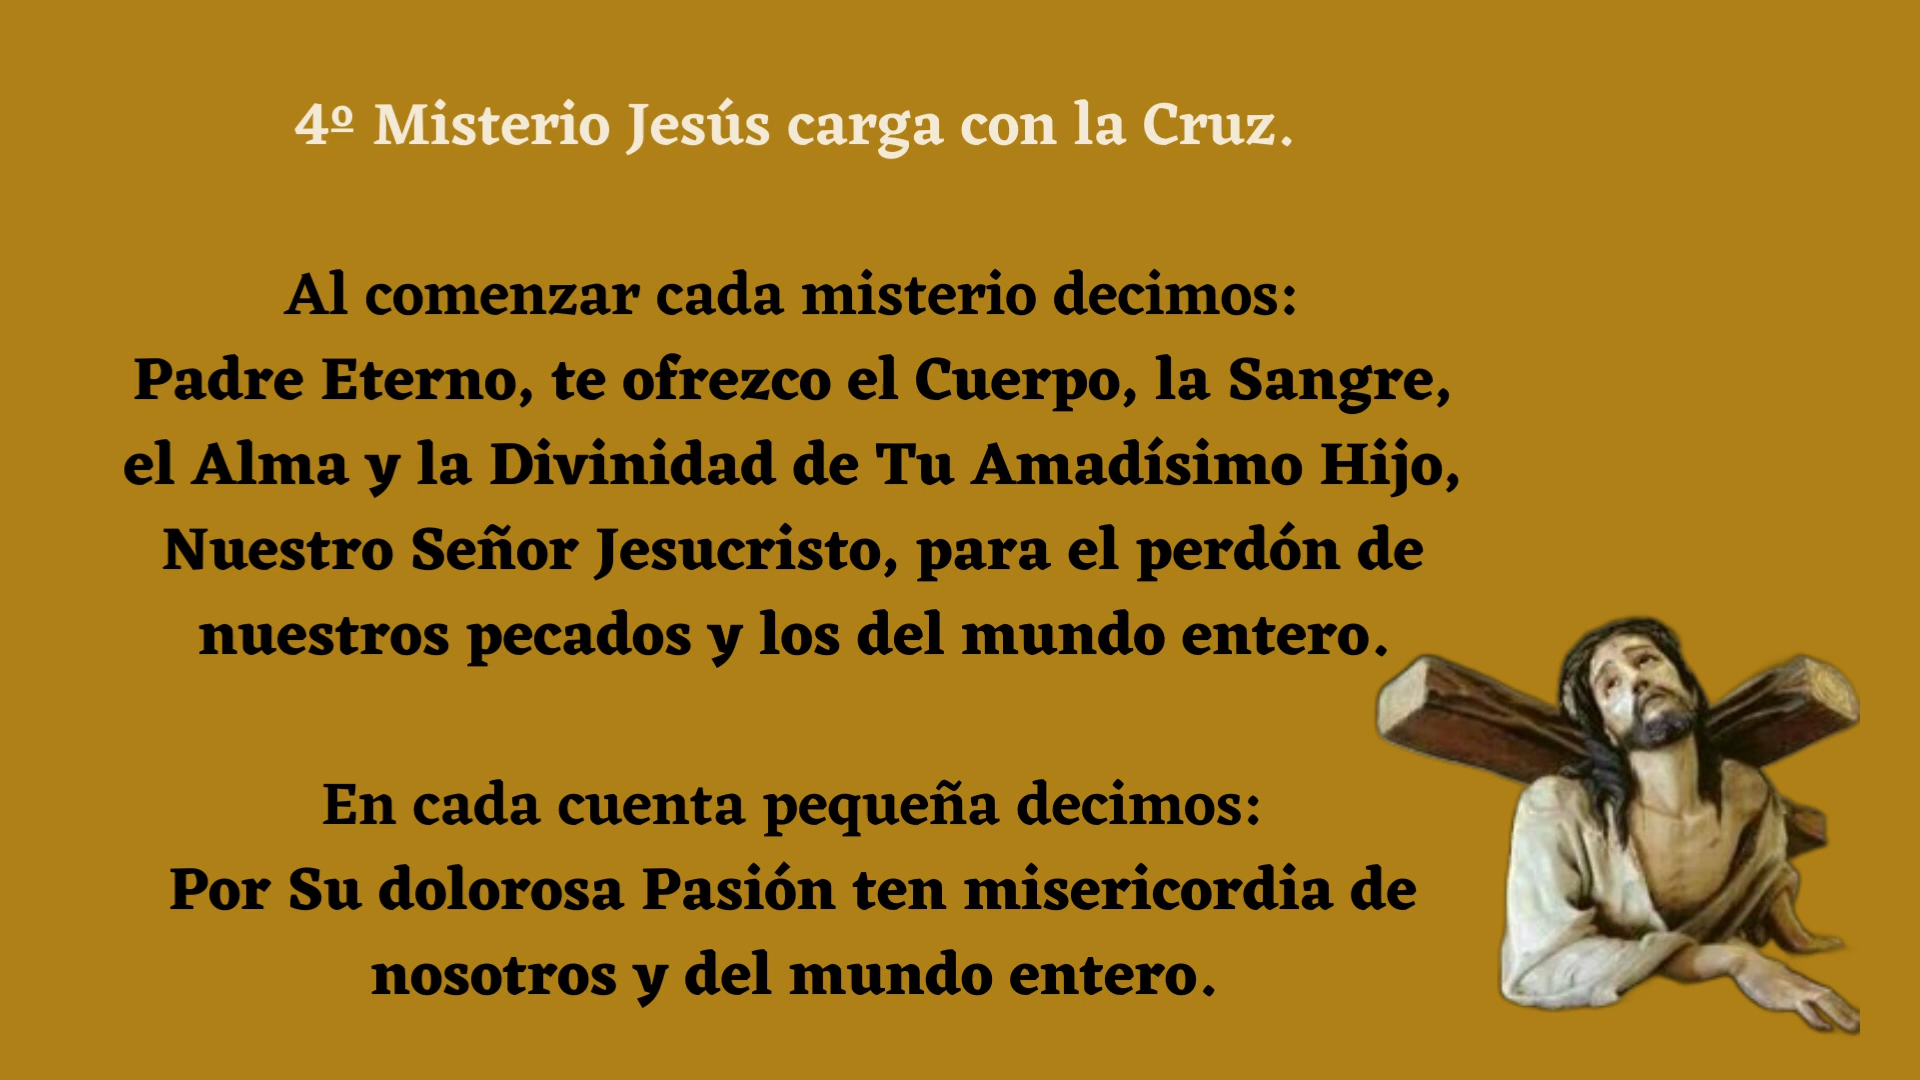 4º Misterio Jesús carga con la Cruz.
Al comenzar cada misterio decimos:
Padre Eterno, te ofrezco el Cuerpo, la Sangre,
el Alma y la Divinidad de Tu Amadísimo Hijo,
Nuestro Señor Jesucristo, para el perdón de
nuestros pecados y los del mundo entero.
En cada cuenta pequeña decimos:
Por Su dolorosa Pasión ten misericordia de
nosotros y del mundo entero.